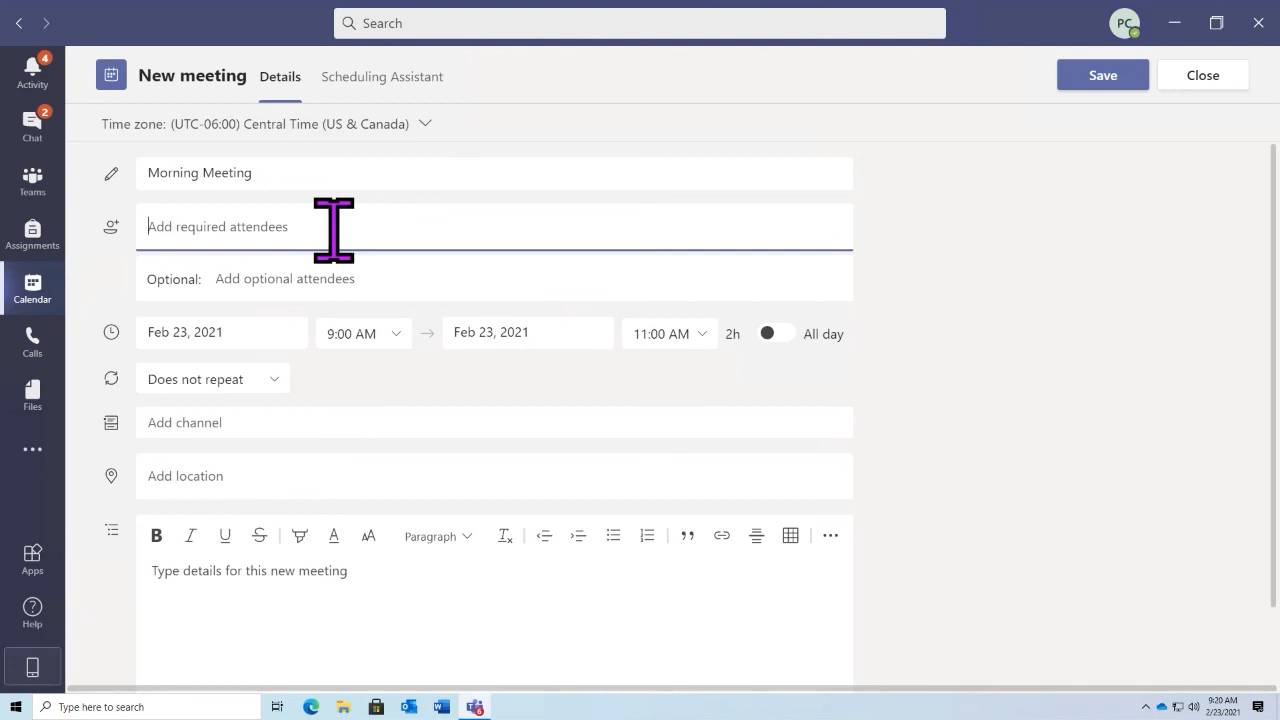 Search
PC
New meeting Details Scheduling Assistant
Save Close
Activity 4
Chat 2
Teams
Assignments
Calendar
Calls
Files
Apps
Help
Time zone: (UTC-06:00) Central Time (US & Canada)
Morning Meeting
Add required attendees
Optional: Add optional attendees
Feb 23, 2021 9:00 AM → Feb 23, 2021 11:00 AM 2h All day
Does not repeat
Add channel
Add location
B I U S A AA Paragraph
Type details for this new meeting
Type here to search
6
9:20 AM
2/23/2021